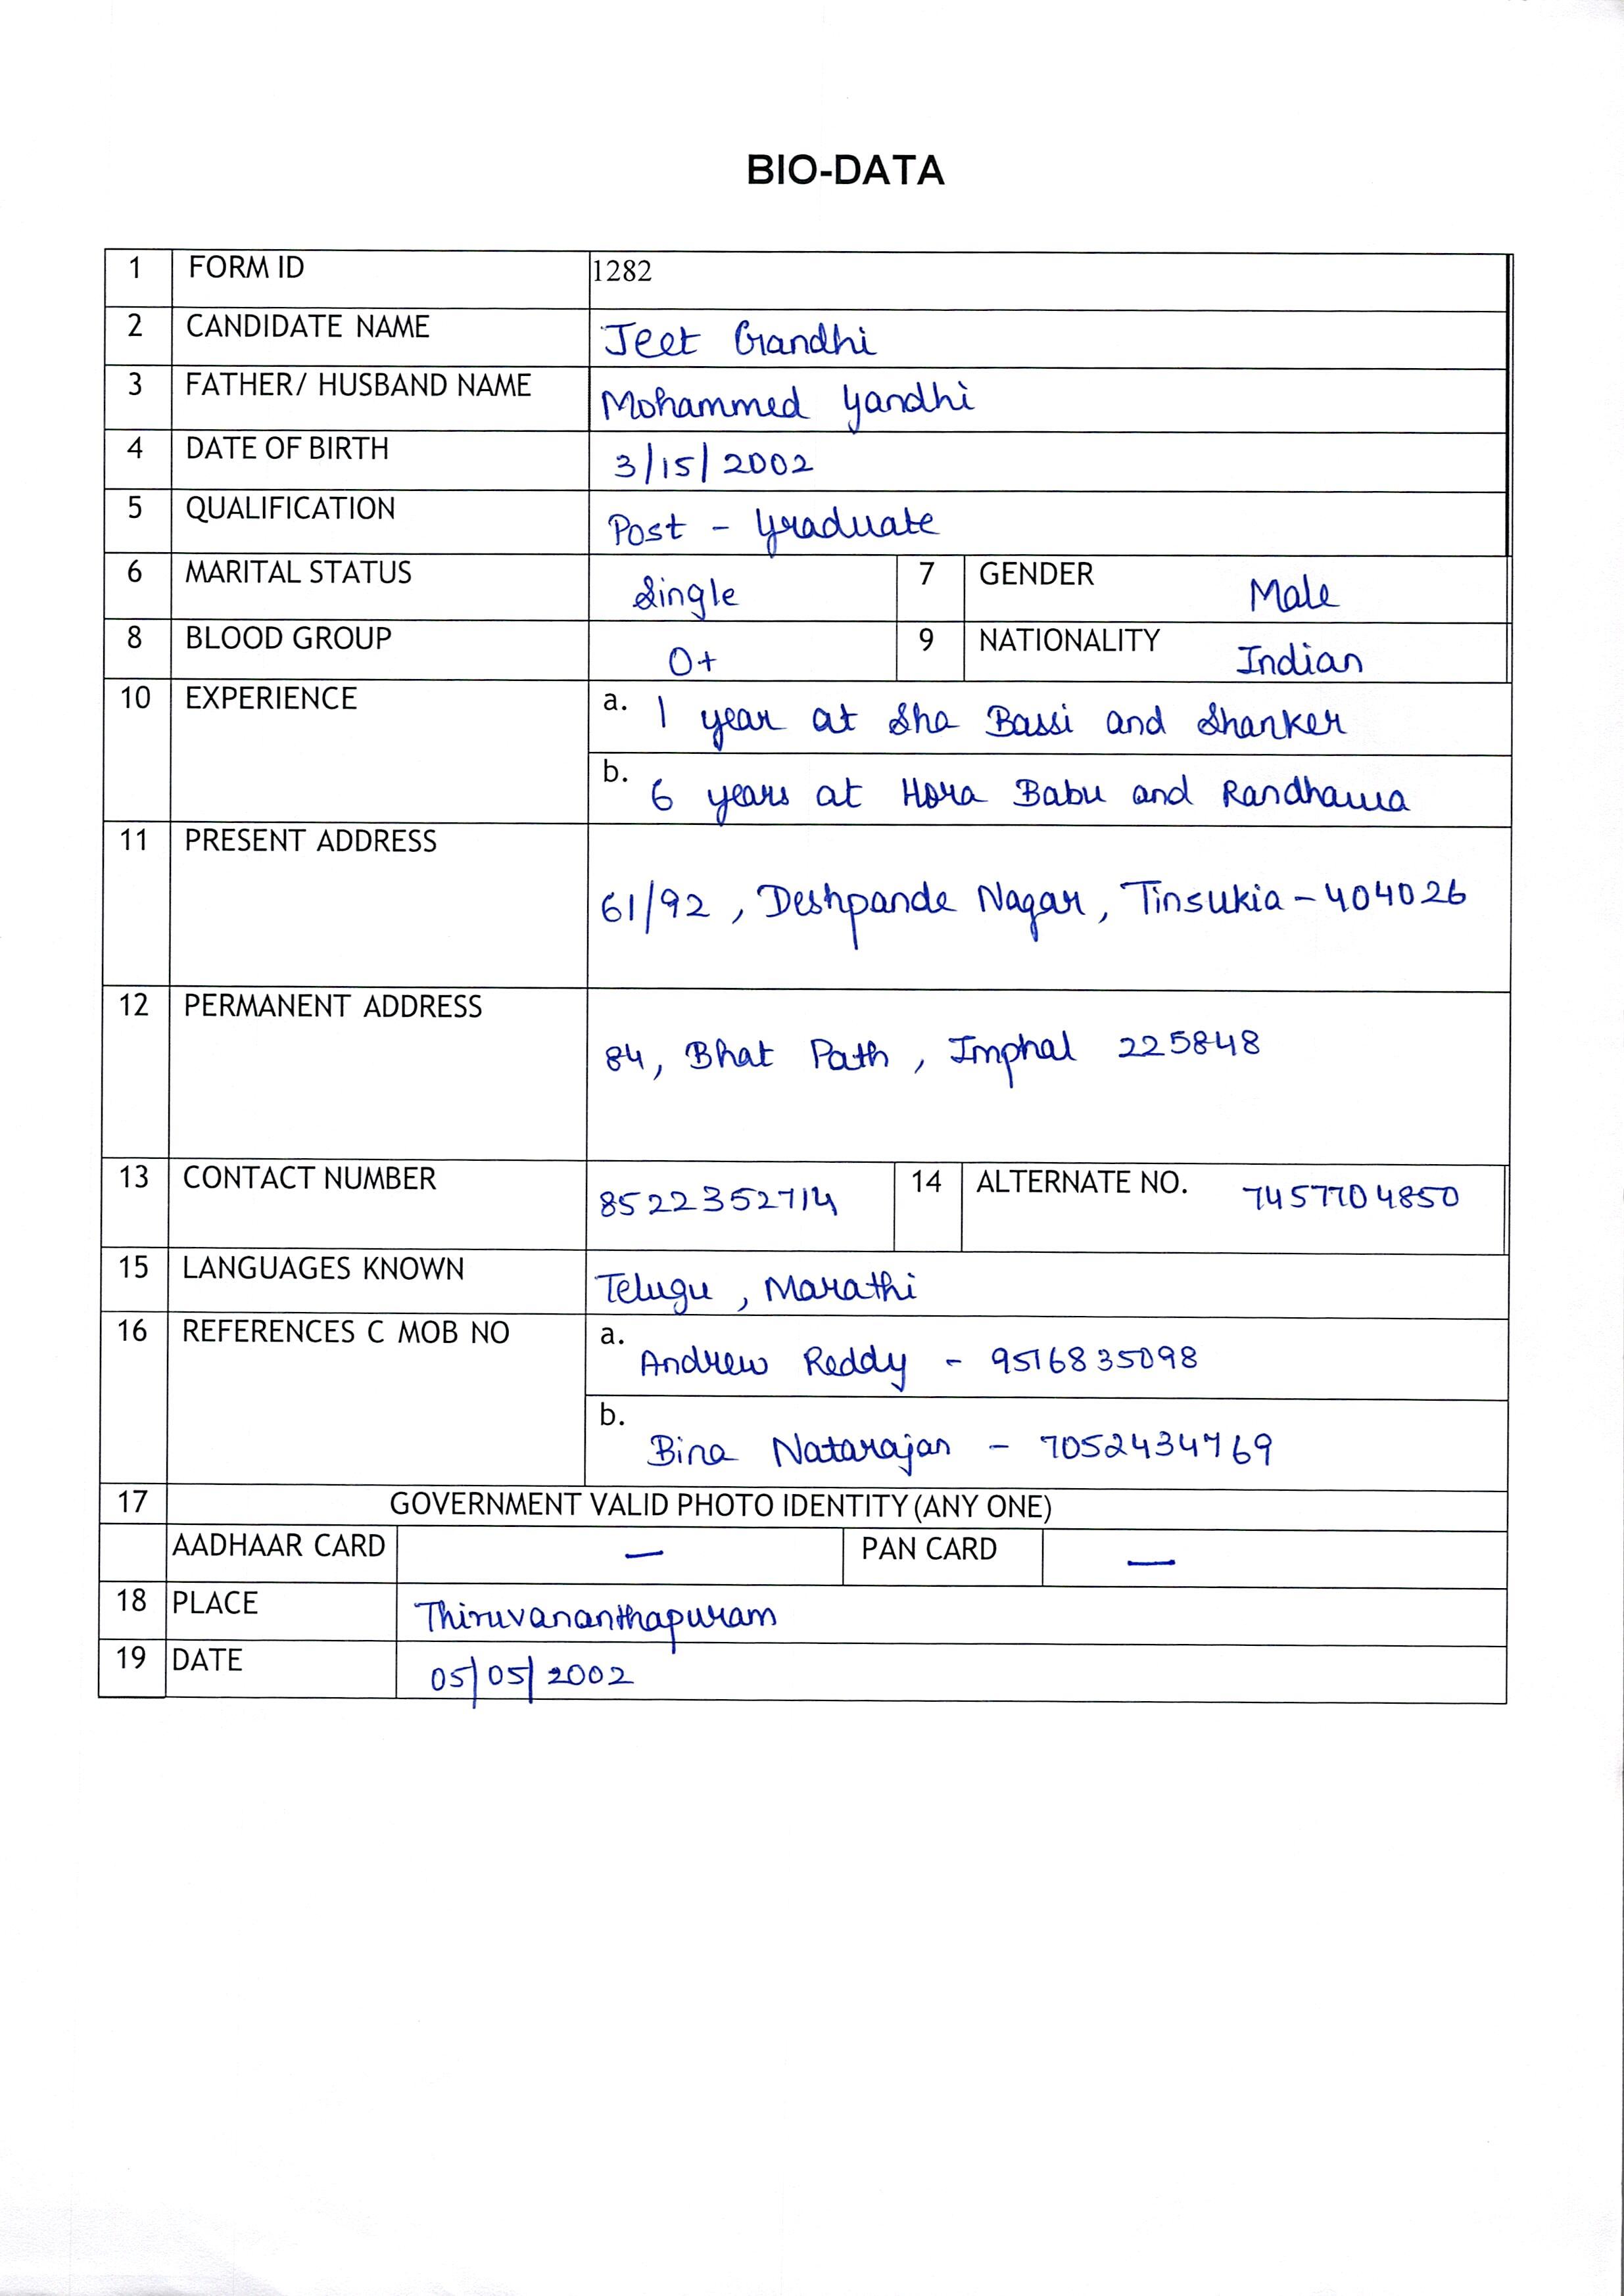 BIO-DATA
1 FORM ID 1282
2 CANDIDATE NAME Jeet Gandhi
3 FATHER/ HUSBAND NAME Mohammed Gandhi
4 DATE OF BIRTH 3/15/2002
5 QUALIFICATION Post - Graduate
6 MARITAL STATUS Single 7 GENDER Male
8 BLOOD GROUP O+ 9 NATIONALITY Indian
10 EXPERIENCE a. 1 year at Sha Bassi and Shanker
b. 6 years at Hora Babu and Randhawa
11 PRESENT ADDRESS 61/92, Deshpande Nagar, Tinsukia - 404026
12 PERMANENT ADDRESS 84, Bhat Path, Imphal 225848
13 CONTACT NUMBER 8522352714 14 ALTERNATE NO. 7457704850
15 LANGUAGES KNOWN Telugu, Marathi
16 REFERENCES C MOB NO a. Andrew Reddy - 9516835098
b. Bina Natarajan - 7052434769
17 GOVERNMENT VALID PHOTO IDENTITY (ANY ONE)
AADHAAR CARD — PAN CARD —
18 PLACE Thiruvananthapuram
19 DATE 05/05/2002